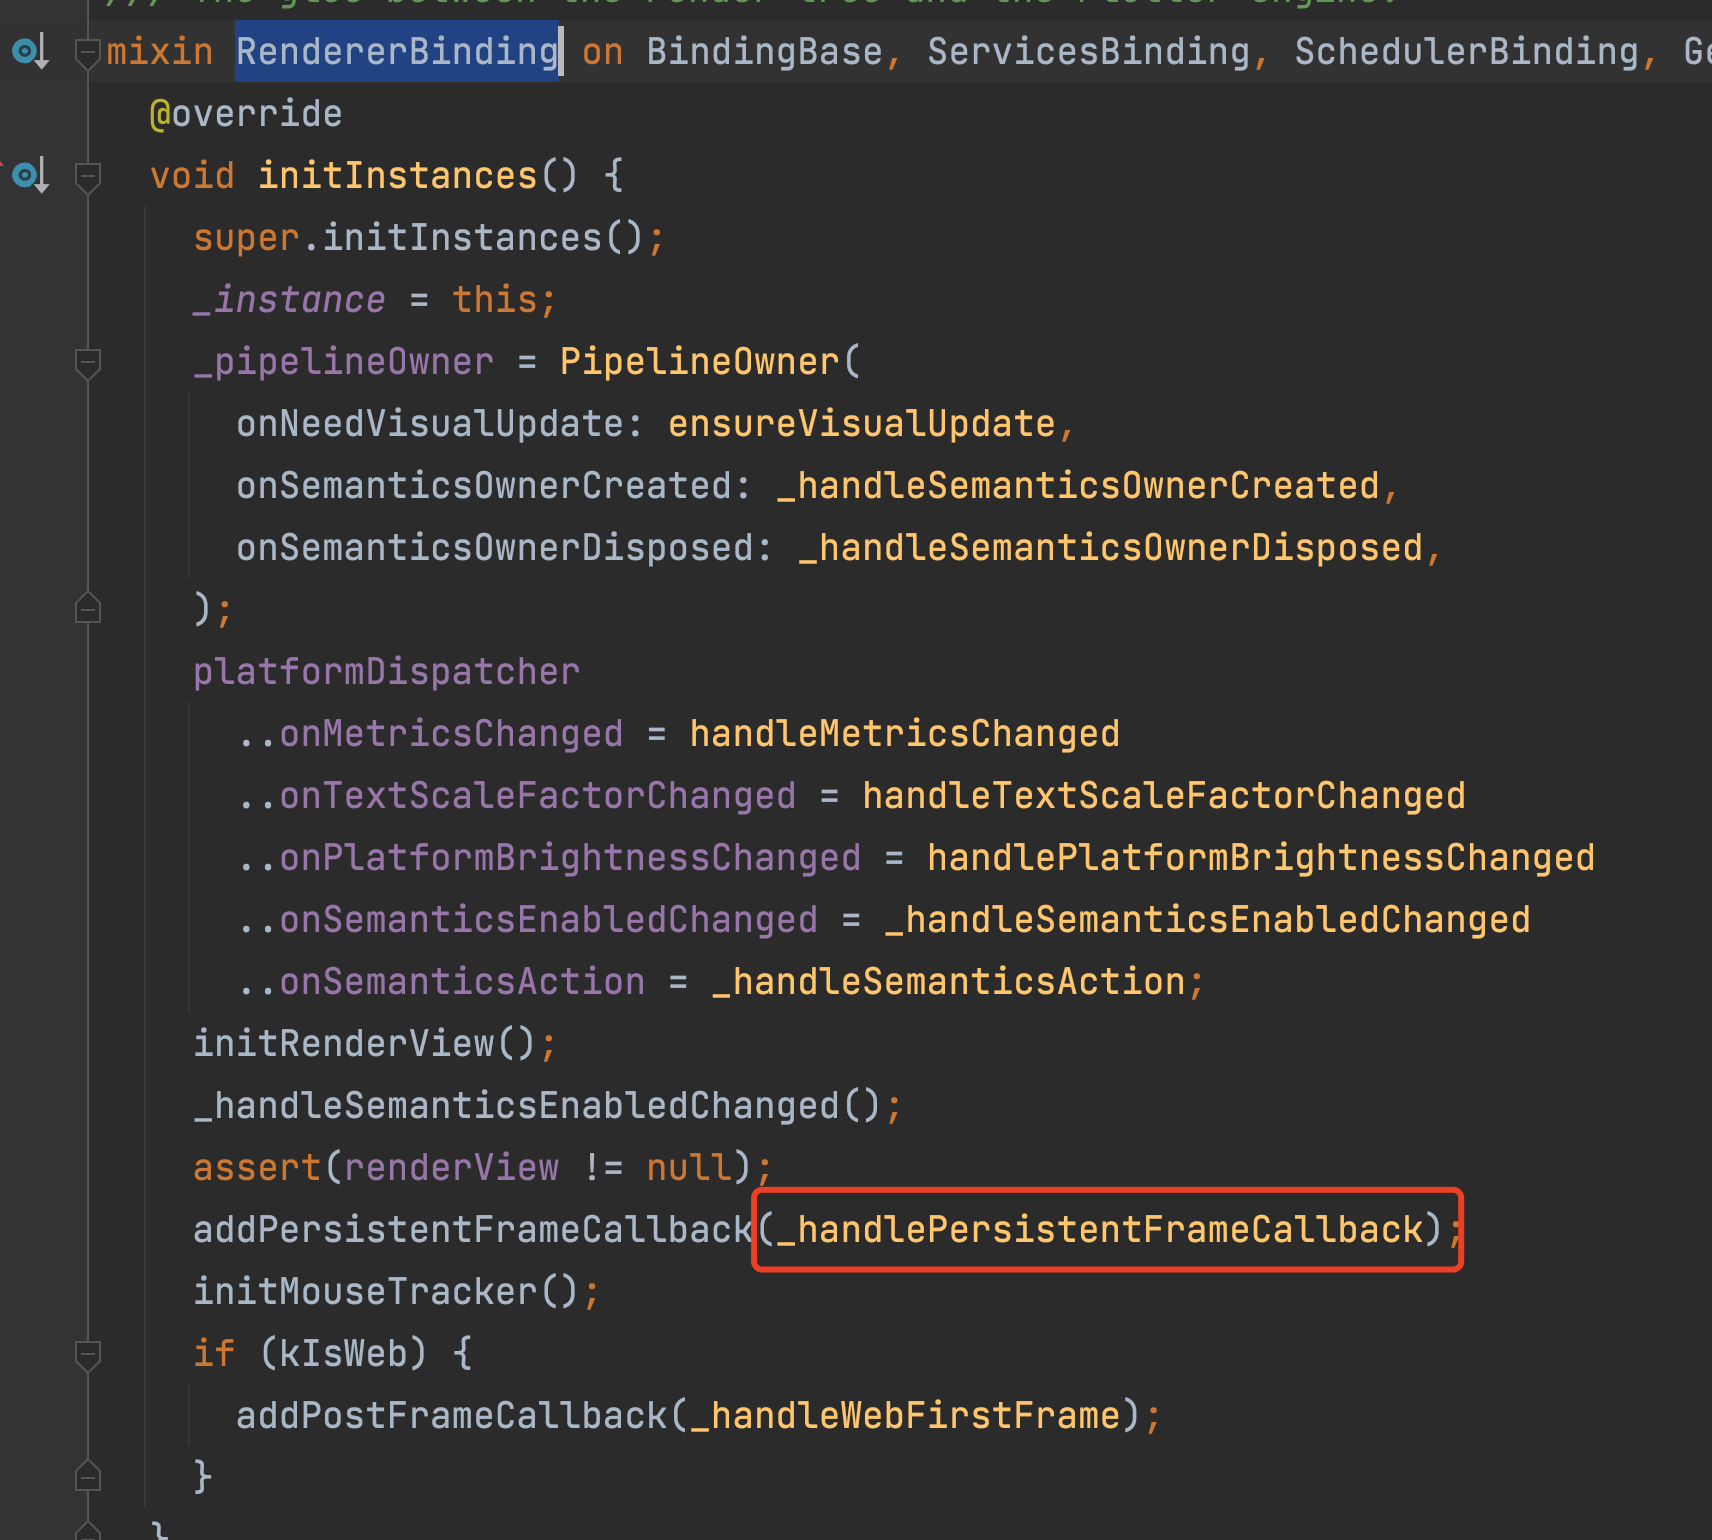 /// The glue between the render tree and the Flutter engine.
mixin RendererBinding on BindingBase, ServicesBinding, SchedulerBinding, Ge
@override
void initInstances() {
super.initInstances();
_instance = this;
_pipelineOwner = PipelineOwner(
onNeedVisualUpdate: ensureVisualUpdate,
onSemanticsOwnerCreated: _handleSemanticsOwnerCreated,
onSemanticsOwnerDisposed: _handleSemanticsOwnerDisposed,
);
platformDispatcher
..onMetricsChanged = handleMetricsChanged
..onTextScaleFactorChanged = handleTextScaleFactorChanged
..onPlatformBrightnessChanged = handlePlatformBrightnessChanged
..onSemanticsEnabledChanged = _handleSemanticsEnabledChanged
..onSemanticsAction = _handleSemanticsAction;
initRenderView();
_handleSemanticsEnabledChanged();
assert(renderView != null);
addPersistentFrameCallback(_handlePersistentFrameCallback);
initMouseTracker();
if (kIsWeb) {
addPostFrameCallback(_handleWebFirstFrame);
}
}